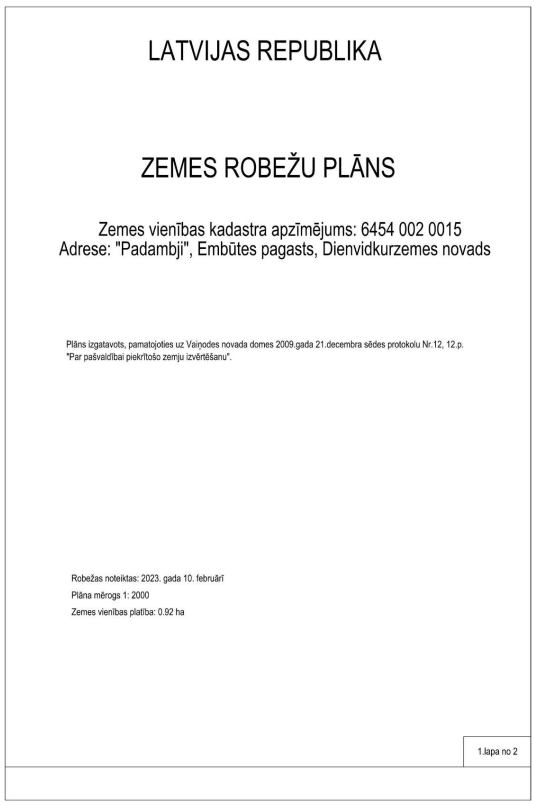 LATVIJAS REPUBLIKA
ZEMES ROBEŽU PLĀNS
Zemes vienības kadastra apzīmējums: 6454 002 0015
Adrese: "Padambji", Embūtes pagasts, Dienvidkurzemes novads
Plāns izgatavots, pamatojoties uz Vaiņodes novada domes 2009.gada 21.decembra sēdes protokolu Nr.12, 12.p.
"Par pašvaldībai piekrītošo zemju izvērtēšanu".
Robežas noteiktas: 2023. gada 10. februārī
Plāna mērogs 1: 2000
Zemes vienības platība: 0.92 ha
1.lapa no 2